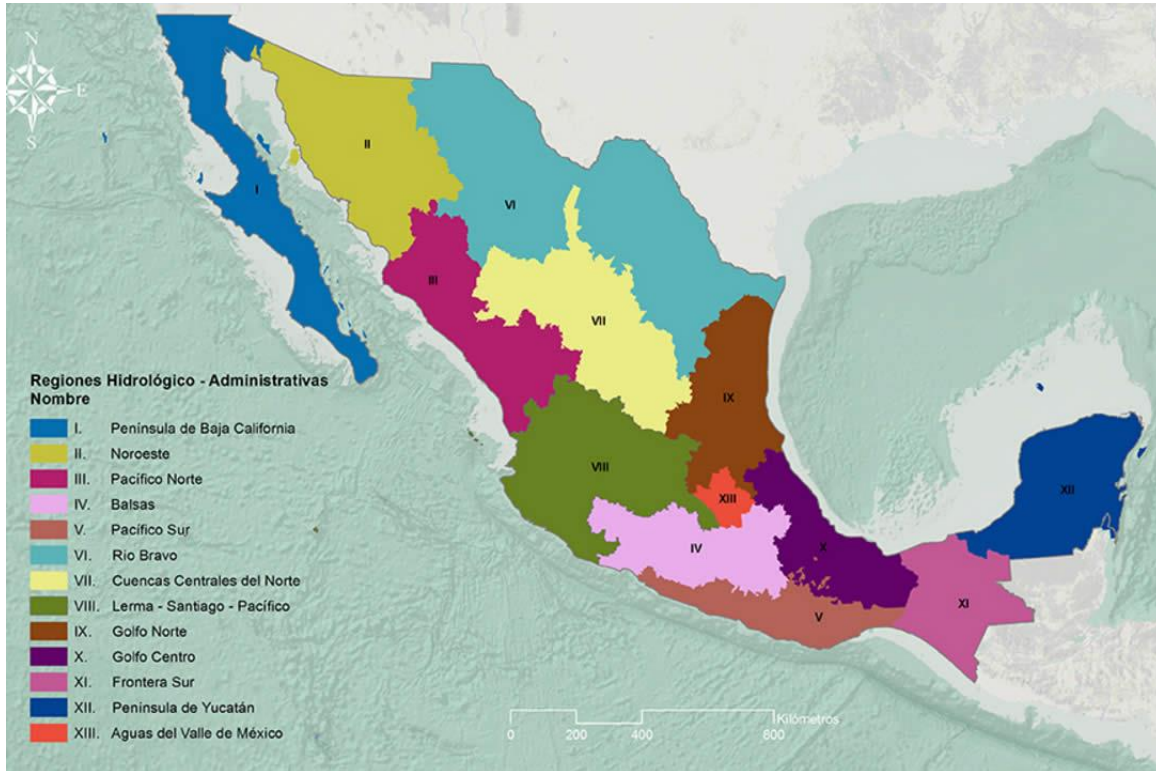 N
E
S
I
II
III
VI
VII
VIII
IX
XIII
IV
X
V
XI
XII
Regiones Hidrológico - Administrativas
Nombre
I. Península de Baja California
II. Noroeste
III. Pacífico Norte
IV. Balsas
V. Pacífico Sur
VI. Río Bravo
VII. Cuencas Centrales del Norte
VIII. Lerma - Santiago - Pacífico
IX. Golfo Norte
X. Golfo Centro
XI. Frontera Sur
XII. Península de Yucatán
XIII. Aguas del Valle de México
Kilómetros
0 200 400 800